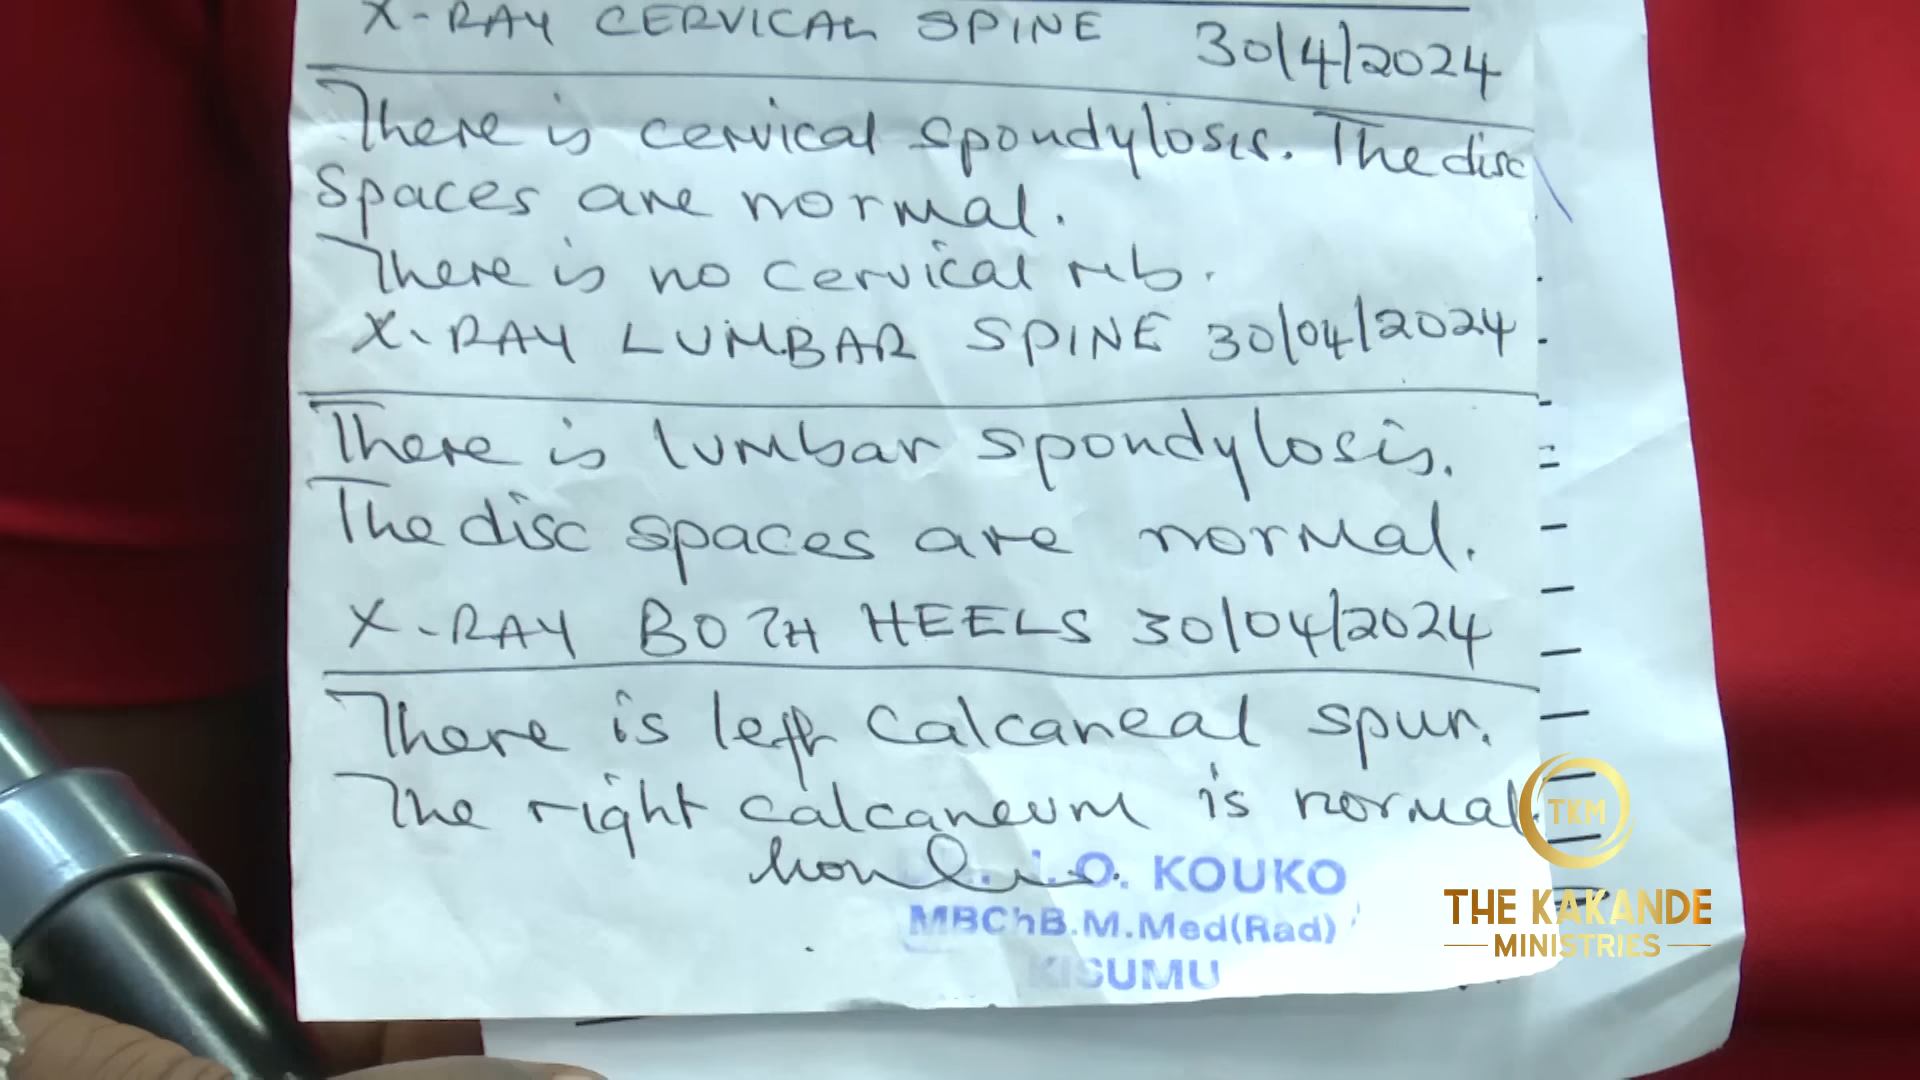 X-RAY CERVICAL SPINE 30/4/2024
There is cervical spondylosis. The disc
spaces are normal.
There is no cervical rib.
X-RAY LUMBAR SPINE 30/04/2024
There is lumbar spondylosis.
The disc spaces are normal.
X-RAY BOTH HEELS 30/04/2024
There is left calcaneal spur.
The right calcaneum is normal.
O. KOUKO
MBChB.M.Med(Rad)
KISUMU
TKM
THE KAKANDE
MINISTRIES